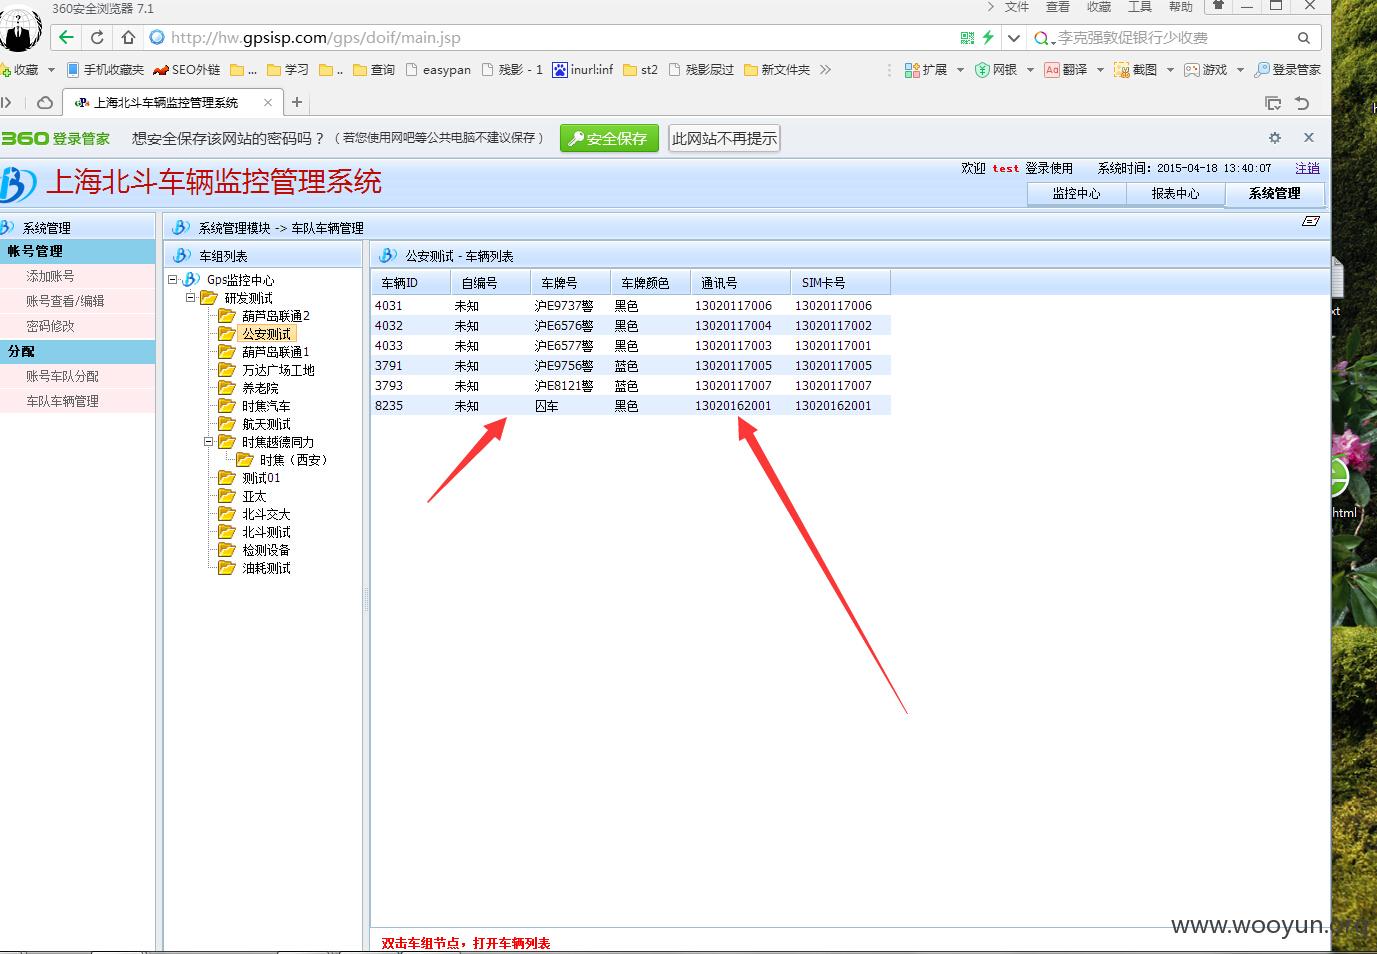 360安全浏览器 7.1
文件 查看 收藏 工具 帮助
http://hw.gpsisp.com/gps/doif/main.jsp
李克强敦促银行少收费
收藏 手机收藏夹 SEO外链 ... 学习 .. 查询 easypan 残影 - 1 inurl:inf st2 残影屌过 新文件夹
扩展 网银 翻译 截图 游戏 登录管家
上海北斗车辆监控管理系统
360 登录管家 想安全保存该网站的密码吗？（若您使用网吧等公共电脑不建议保存） 安全保存 此网站不再提示
上海北斗车辆监控管理系统
欢迎 test 登录使用 系统时间：2015-04-18 13:40:07 注销
监控中心 报表中心 系统管理
系统管理
帐号管理
添加账号
账号查看/编辑
密码修改
分配
账号车队分配
车队车辆管理
系统管理模块 -> 车队车辆管理
车组列表
Gps监控中心
研发测试
葫芦岛联通2
公安测试
葫芦岛联通1
万达广场工地
养老院
时焦汽车
航天测试
时焦越德同力
时焦（西安）
测试01
亚太
北斗交大
北斗测试
检测设备
油耗测试
公安测试 - 车辆列表
车辆ID 自编号 车牌号 车牌颜色 通讯号 SIM卡号
4031 未知 沪E9737警 黑色 13020117006 13020117006
4032 未知 沪E6576警 黑色 13020117004 13020117002
4033 未知 沪E6577警 黑色 13020117003 13020117001
3791 未知 沪E9756警 蓝色 13020117005 13020117005
3793 未知 沪E8121警 蓝色 13020117007 13020117007
8235 未知 囚车 黑色 13020162001 13020162001
双击车组节点，打开车辆列表
xt
html
www.wooyun.org